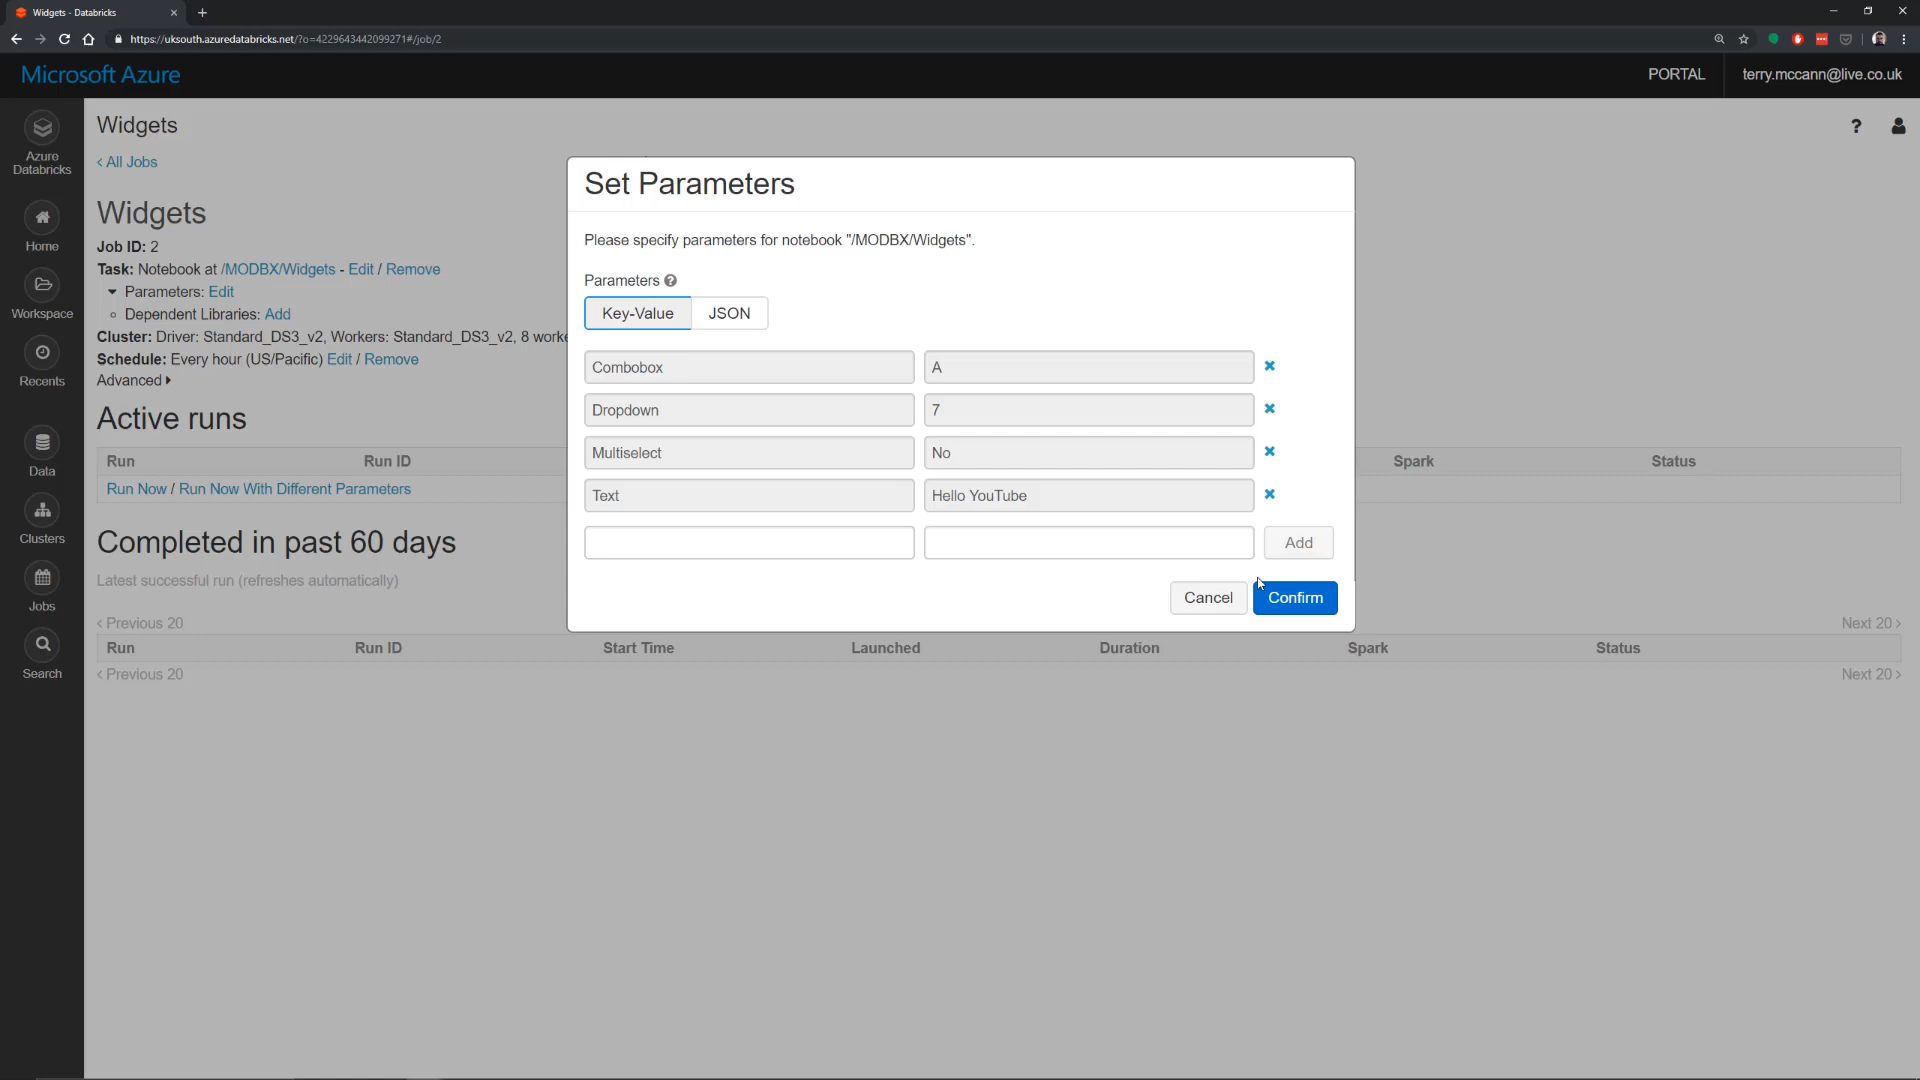 Widgets - Databricks
https://uksouth.azuredatabricks.net/?o=4229643442099271#/job/2
Microsoft Azure
PORTAL
terry.mccann@live.co.uk
Azure
Databricks
Home
Workspace
Recents
Data
Clusters
Jobs
Search
Widgets
?
< All Jobs
Widgets
Job ID: 2
Task: Notebook at /MODBX/Widgets - Edit / Remove
Parameters: Edit
Dependent Libraries: Add
Cluster: Driver: Standard_DS3_v2, Workers: Standard_DS3_v2, 8 worke
Schedule: Every hour (US/Pacific) Edit / Remove
Advanced
Active runs
Run Run ID Spark Status
Run Now / Run Now With Different Parameters
Completed in past 60 days
Latest successful run (refreshes automatically)
< Previous 20 Next 20 >
Run Run ID Start Time Launched Duration Spark Status
< Previous 20 Next 20 >
Set Parameters
Please specify parameters for notebook "/MODBX/Widgets".
Parameters ?
Key-Value JSON
Combobox A
Dropdown 7
Multiselect No
Text Hello YouTube
Add
Cancel Confirm